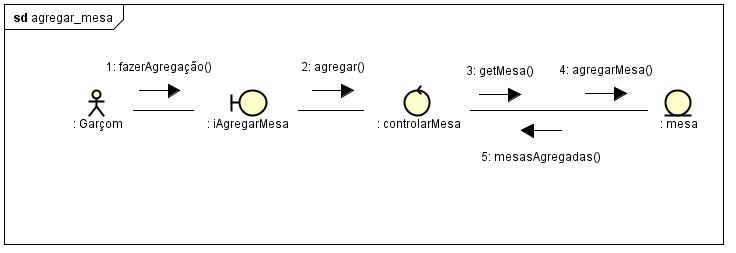 sd agregar_mesa
1: fazerAgregação()
2: agregar()
3: getMesa()
4: agregarMesa()
: Garçom
: iAgregarMesa
: controlarMesa
: mesa
5: mesasAgregadas()